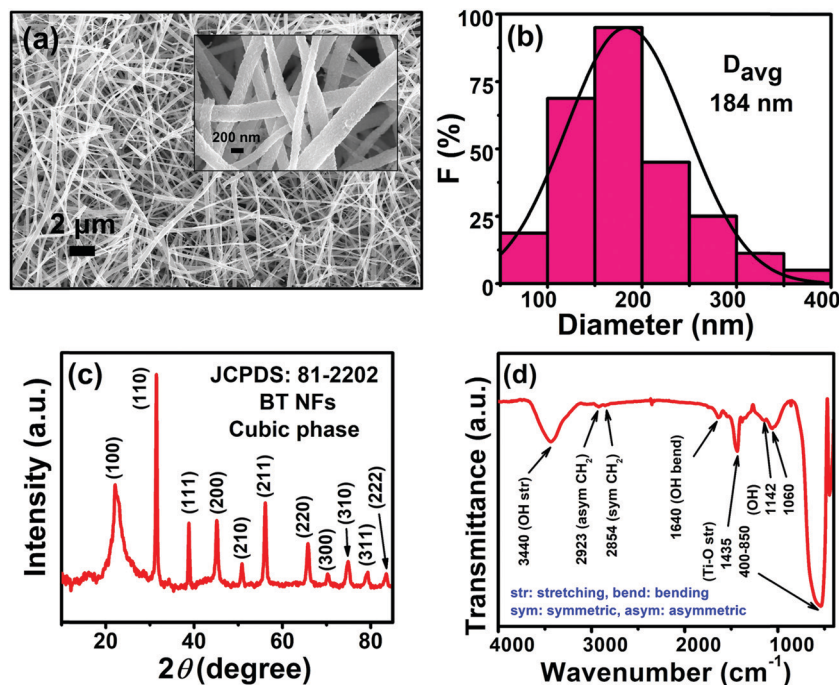 (a)
200 nm
2 µm
(b)
D_avg
184 nm
F (%)
100
75
50
25
0
100
200
300
400
Diameter (nm)
(c)
JCPDS: 81-2202
BT NFs
Cubic phase
(100)
(110)
(111)
(200)
(210)
(211)
(220)
(300)
(310)
(311)
(222)
Intensity (a.u.)
20
40
60
80
2θ (degree)
(d)
Transmittance (a.u.)
3440 (OH str)
2923 (asym CH₂)
2854 (sym CH₂)
1640 (OH bend)
(Ti-O str)
1435
400-850
(OH)
1142
1060
str: stretching, bend: bending
sym: symmetric, asym: asymmetric
4000
3000
2000
1000
Wavenumber (cm⁻¹)